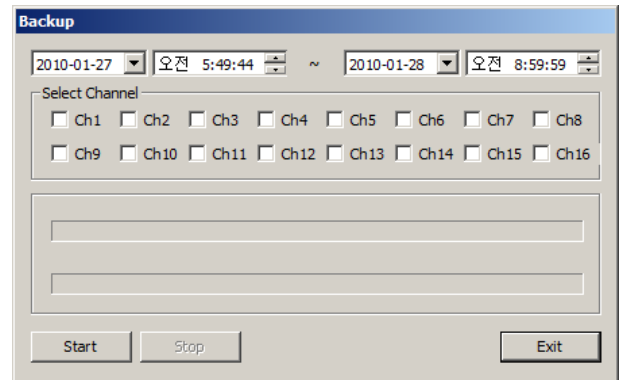 Backup
2010-01-27 오전 5:49:44 ~ 2010-01-28 오전 8:59:59
Select Channel
Ch1 Ch2 Ch3 Ch4 Ch5 Ch6 Ch7 Ch8
Ch9 Ch10 Ch11 Ch12 Ch13 Ch14 Ch15 Ch16
Start Stop Exit